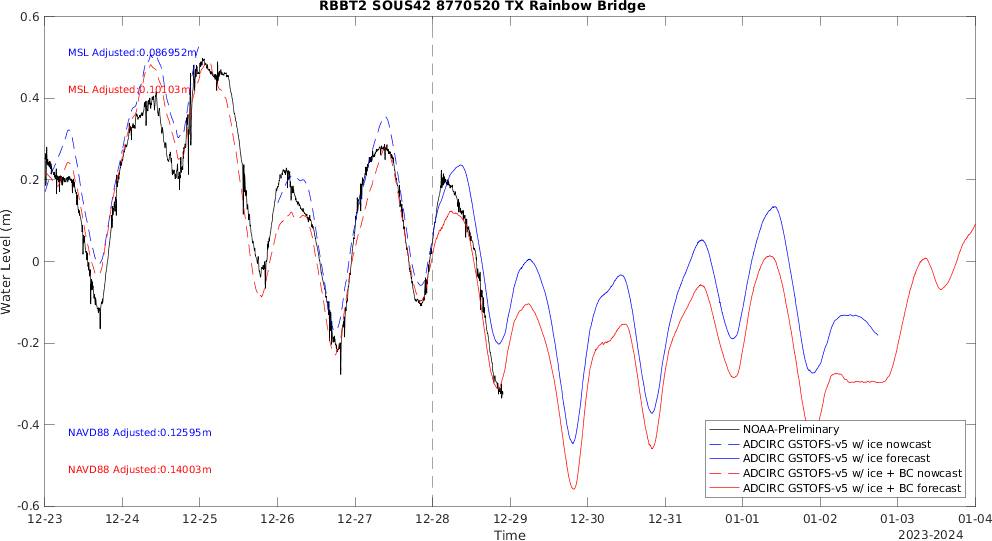 RBBT2 SOUS42 8770520 TX Rainbow Bridge
0.6
0.4
0.2
0
-0.2
-0.4
-0.6
Water Level (m)
MSL Adjusted:0.086952m
MSL Adjusted:0.10103m
NAVD88 Adjusted:0.12595m
NAVD88 Adjusted:0.14003m
NOAA-Preliminary
ADCIRC GSTOFS-v5 w/ ice nowcast
ADCIRC GSTOFS-v5 w/ ice forecast
ADCIRC GSTOFS-v5 w/ ice + BC nowcast
ADCIRC GSTOFS-v5 w/ ice + BC forecast
12-23 12-24 12-25 12-26 12-27 12-28 12-29 12-30 12-31 01-01 01-02 01-03 01-04
Time
2023-2024